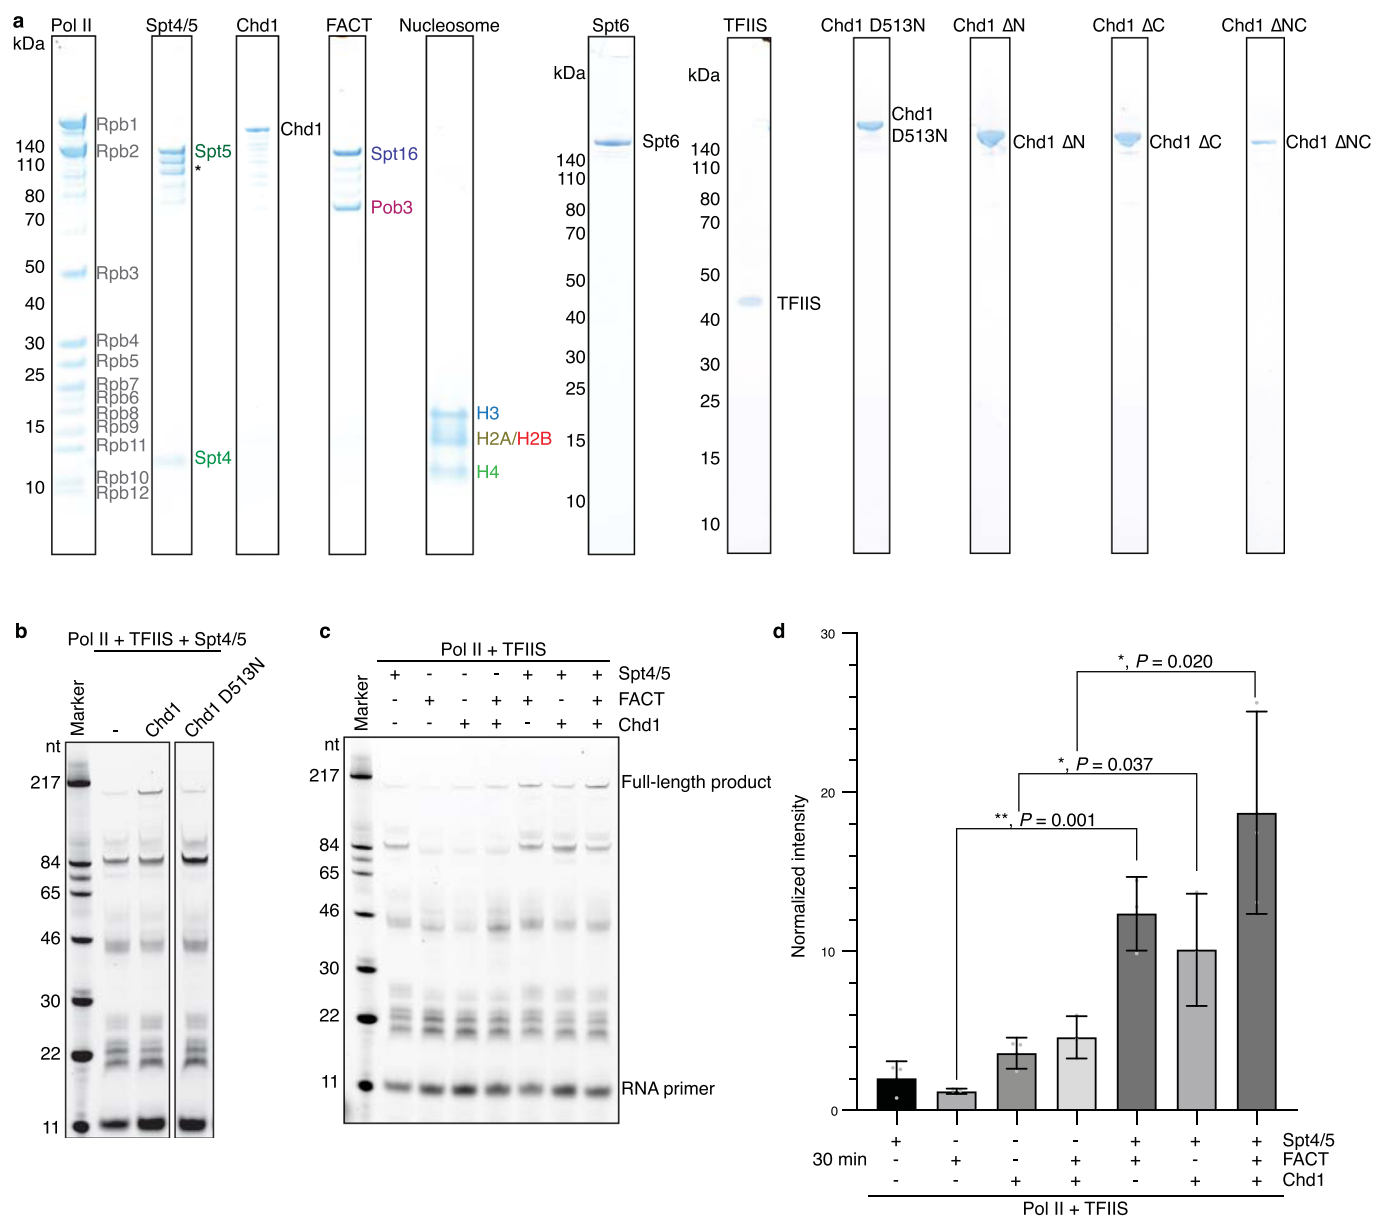 a
Pol II Spt4/5 Chd1 FACT Nucleosome Spt6 TFIIS Chd1 D513N Chd1 ΔN Chd1 ΔC Chd1 ΔNC
kDa
140
110
80
70
50
40
30
25
15
10
Rpb1
Rpb2
Rpb3
Rpb4
Rpb5
Rpb7
Rpb6
Rpb8
Rpb9
Rpb11
Rpb10
Rpb12
Spt5
*
Spt4
Chd1
Spt16
Pob3
H3
H2A/H2B
H4
kDa
140
110
80
70
50
40
30
25
15
10
Spt6
kDa
140
110
80
70
50
40
30
25
15
10
TFIIS
Chd1
D513N
Chd1 ΔN
Chd1 ΔC
Chd1 ΔNC
b
Pol II + TFIIS + Spt4/5
Marker - Chd1 Chd1 D513N
nt
217
84
65
46
30
22
11
c
Pol II + TFIIS
Marker
+ - - - + + + Spt4/5
- + - + + - + FACT
- - + + - + + Chd1
nt
217
84
65
46
30
22
11
Full-length product
RNA primer
d
Normalized intensity
30
20
10
0
*, P = 0.020
*, P = 0.037
**, P = 0.001
+ - - - + + + Spt4/5
30 min - + - + + - + FACT
- - + + - + + Chd1
Pol II + TFIIS